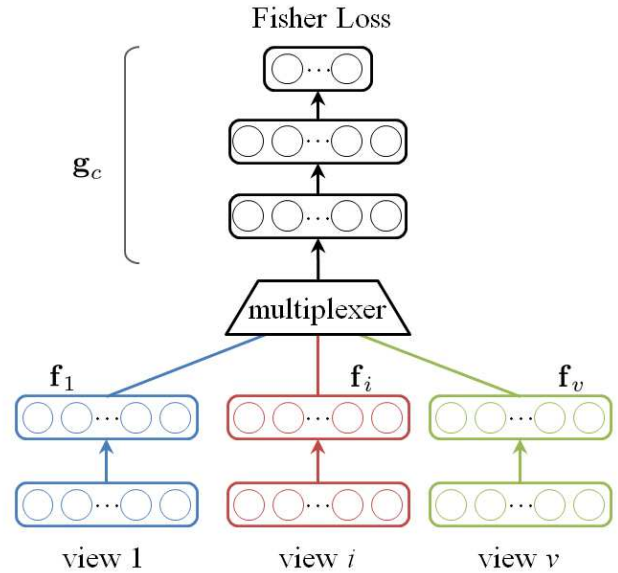 Fisher Loss
g_c
multiplexer
f_1 f_i f_v
view 1 view i view v